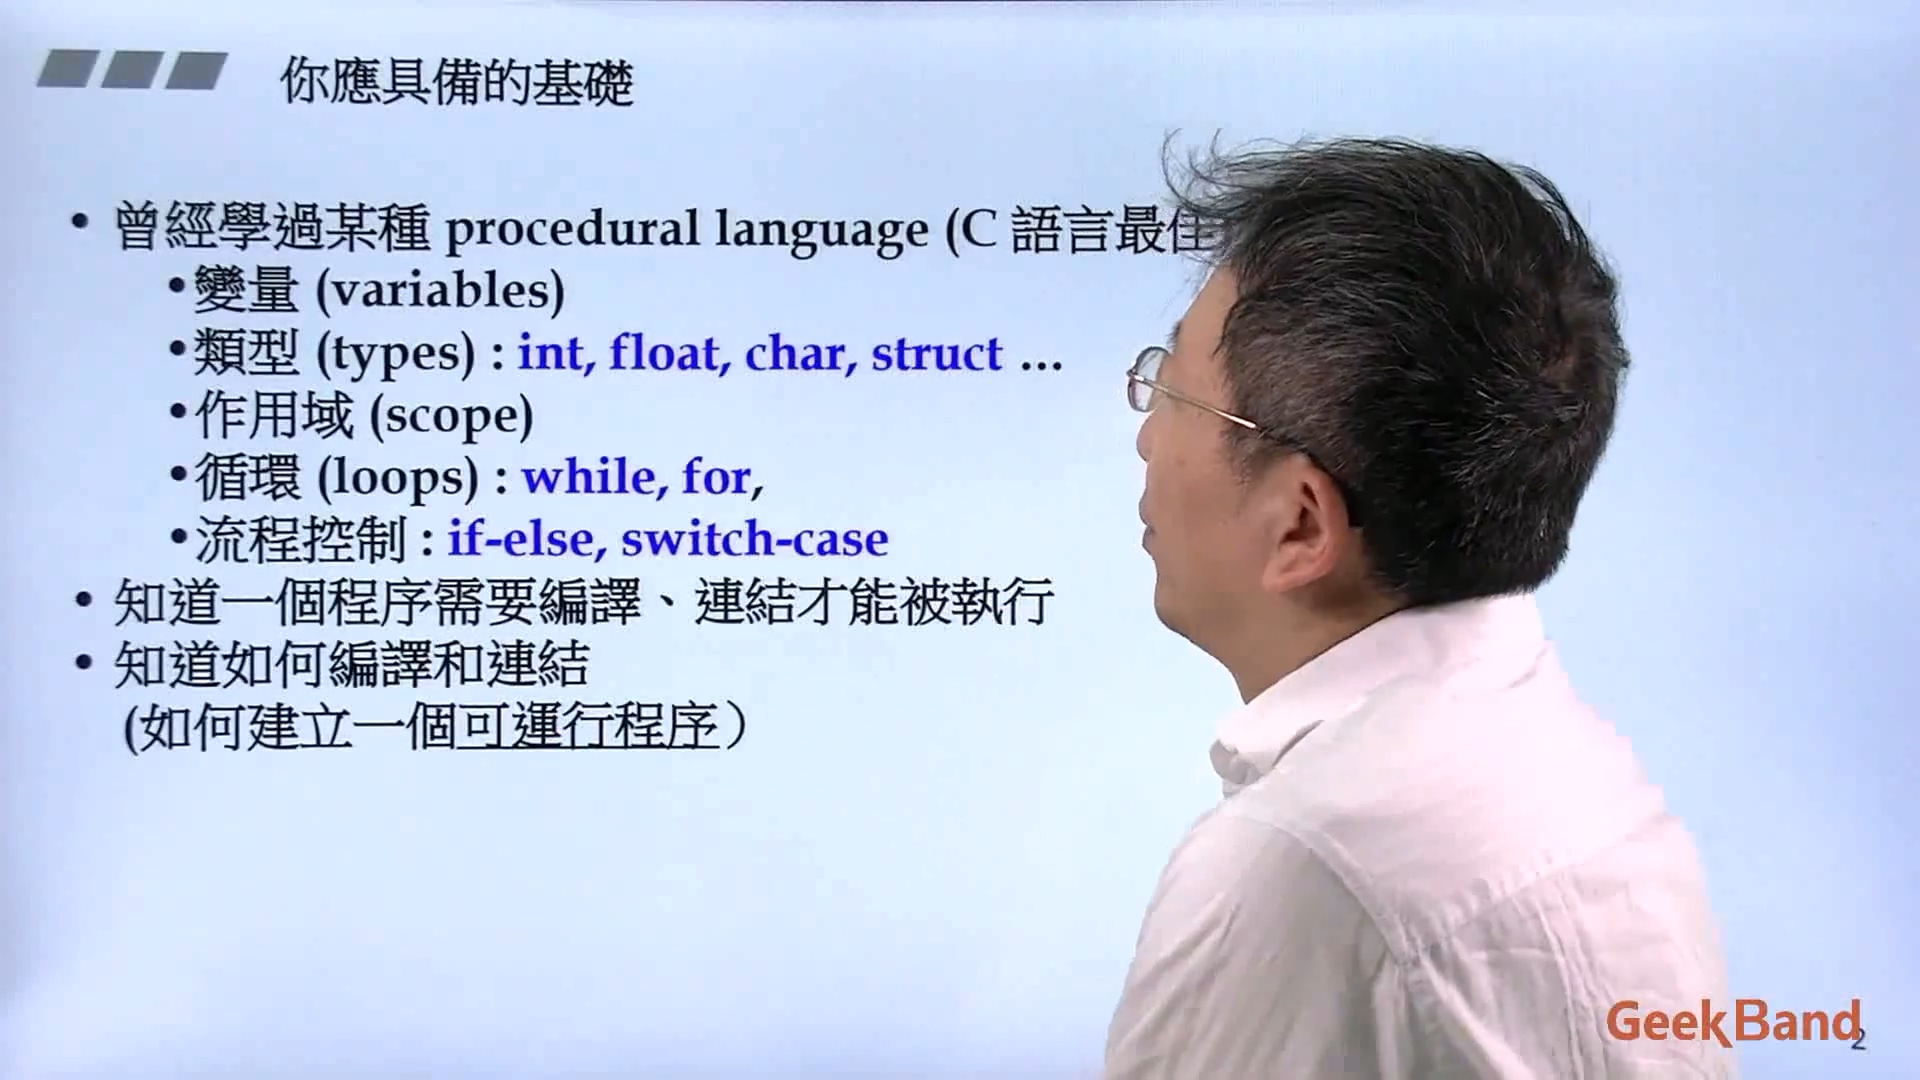 你應具備的基礎
• 曾經學過某種 procedural language (C 語言最佳
•變量 (variables)
•類型 (types) : int, float, char, struct ...
•作用域 (scope)
•循環 (loops) : while, for,
•流程控制 : if-else, switch-case
• 知道一個程序需要編譯、連結才能被執行
• 知道如何編譯和連結
(如何建立一個可運行程序）
GeekBand
2